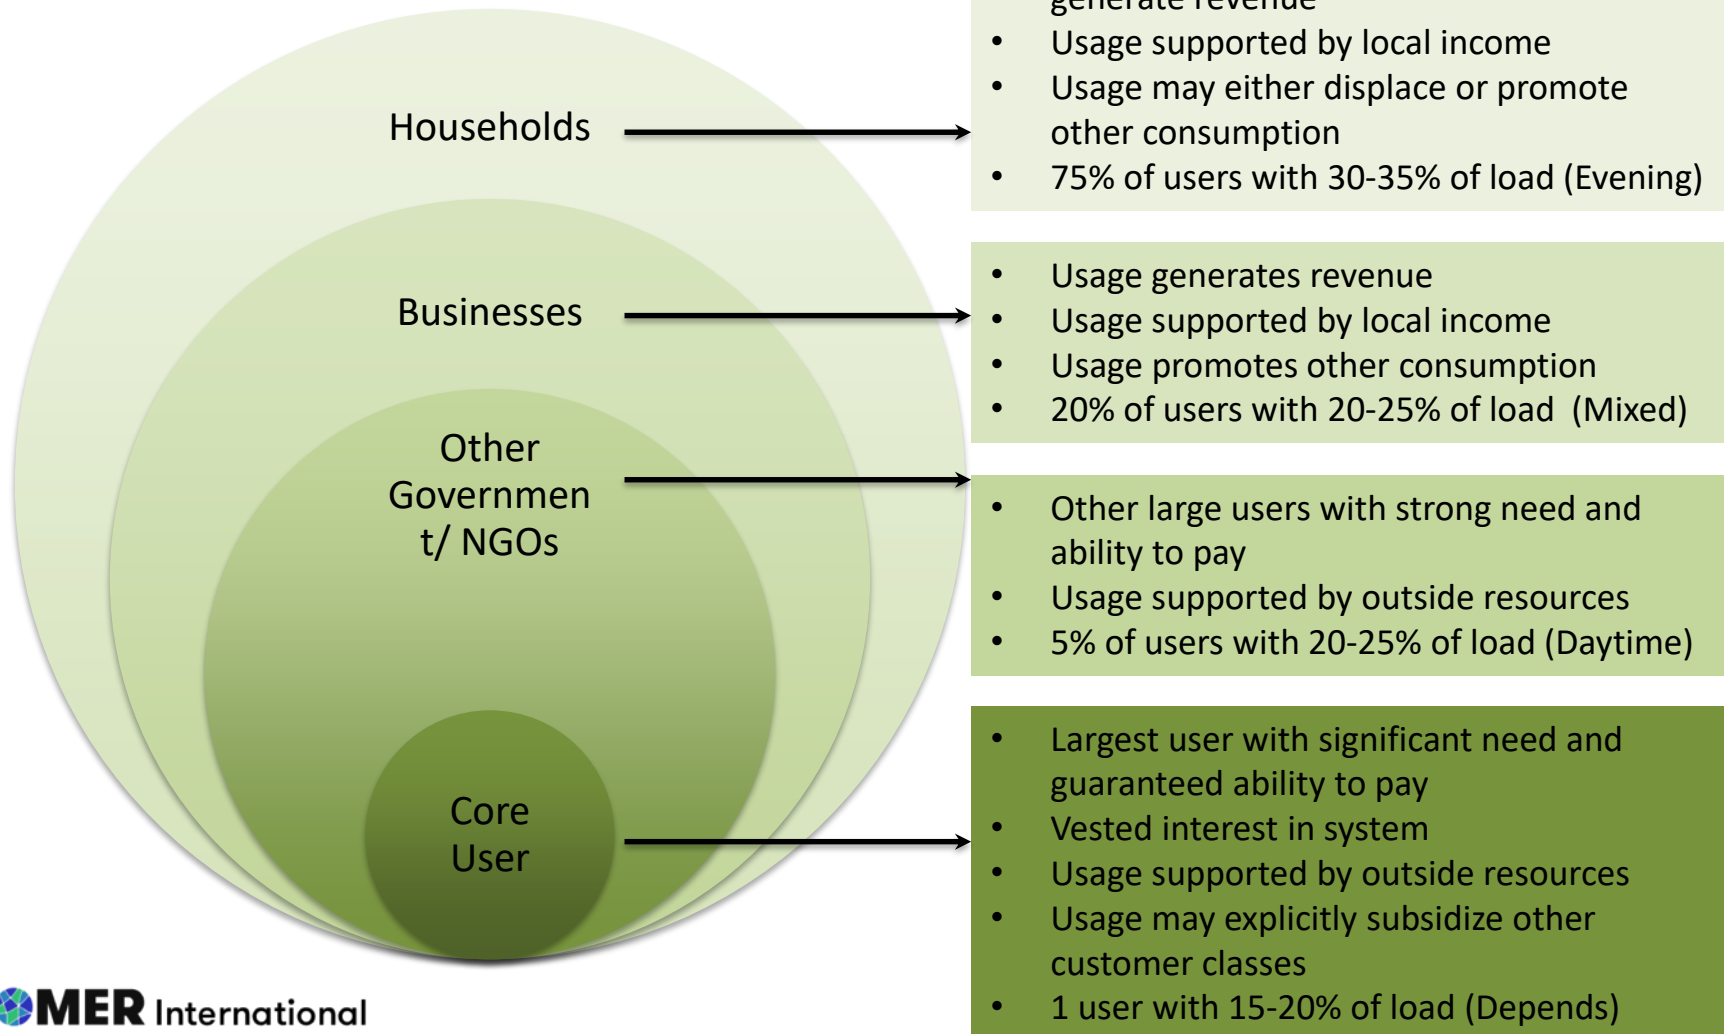 generate revenue
• Usage supported by local income
• Usage may either displace or promote
other consumption
• 75% of users with 30-35% of load (Evening)
Households
Businesses
• Usage generates revenue
• Usage supported by local income
• Usage promotes other consumption
• 20% of users with 20-25% of load (Mixed)
Other
Governmen
t/ NGOs
• Other large users with strong need and
ability to pay
• Usage supported by outside resources
• 5% of users with 20-25% of load (Daytime)
Core
User
• Largest user with significant need and
guaranteed ability to pay
• Vested interest in system
• Usage supported by outside resources
• Usage may explicitly subsidize other
customer classes
• 1 user with 15-20% of load (Depends)
MER International